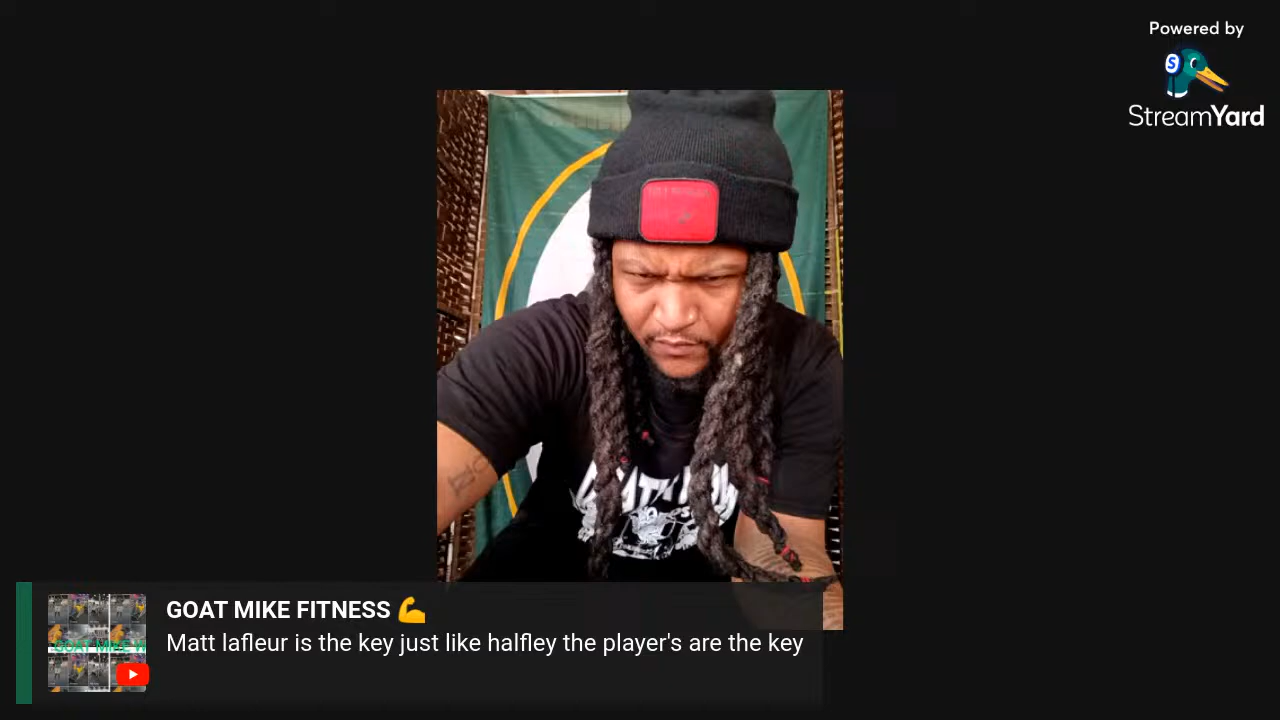 Powered by
StreamYard
GOAT MIKE FITNESS 💪
Matt lafleur is the key just like halfley the player's are the key